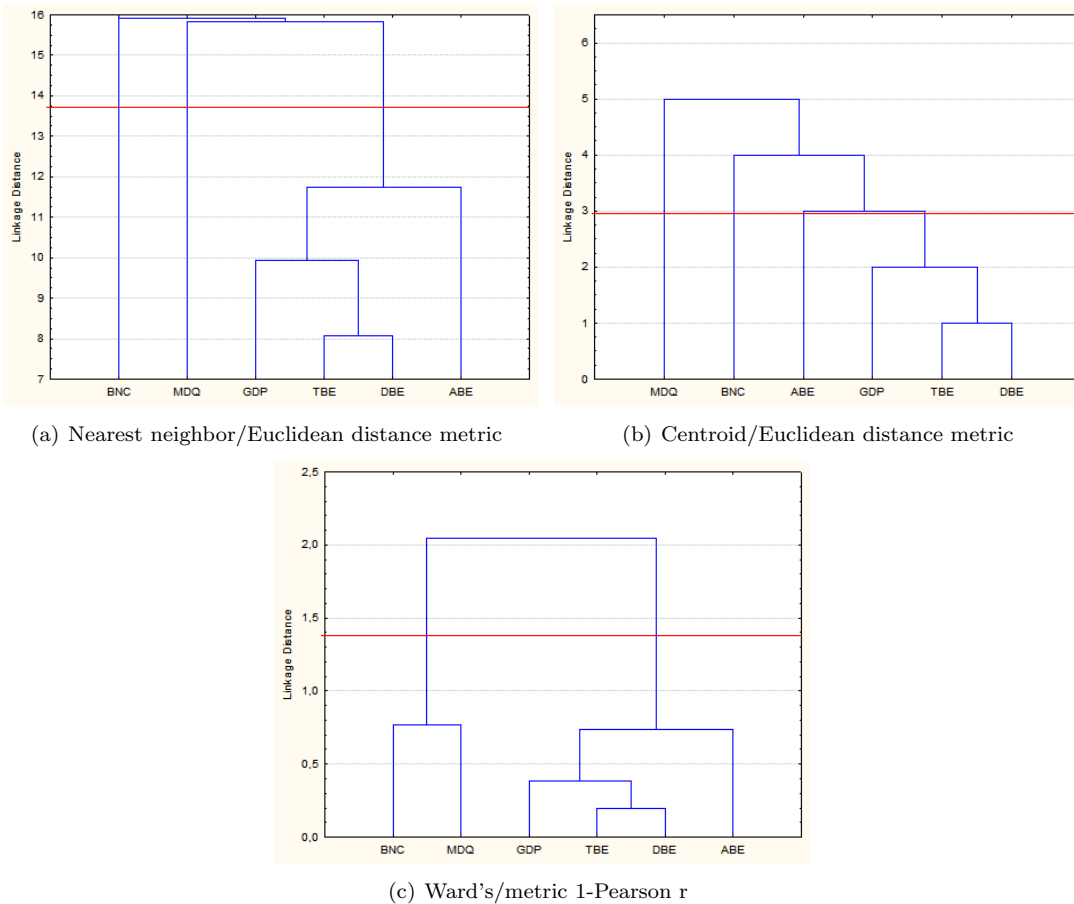 16
15
14
13
12
11
10
9
8
7
Linkage Distance
BNC MDQ GDP TBE DBE ABE
(a) Nearest neighbor/Euclidean distance metric
6
5
4
3
2
1
0
Linkage Distance
MDQ BNC ABE GDP TBE DBE
(b) Centroid/Euclidean distance metric
2,5
2,0
1,5
1,0
0,5
0,0
Linkage Distance
BNC MDQ GDP TBE DBE ABE
(c) Ward's/metric 1-Pearson r